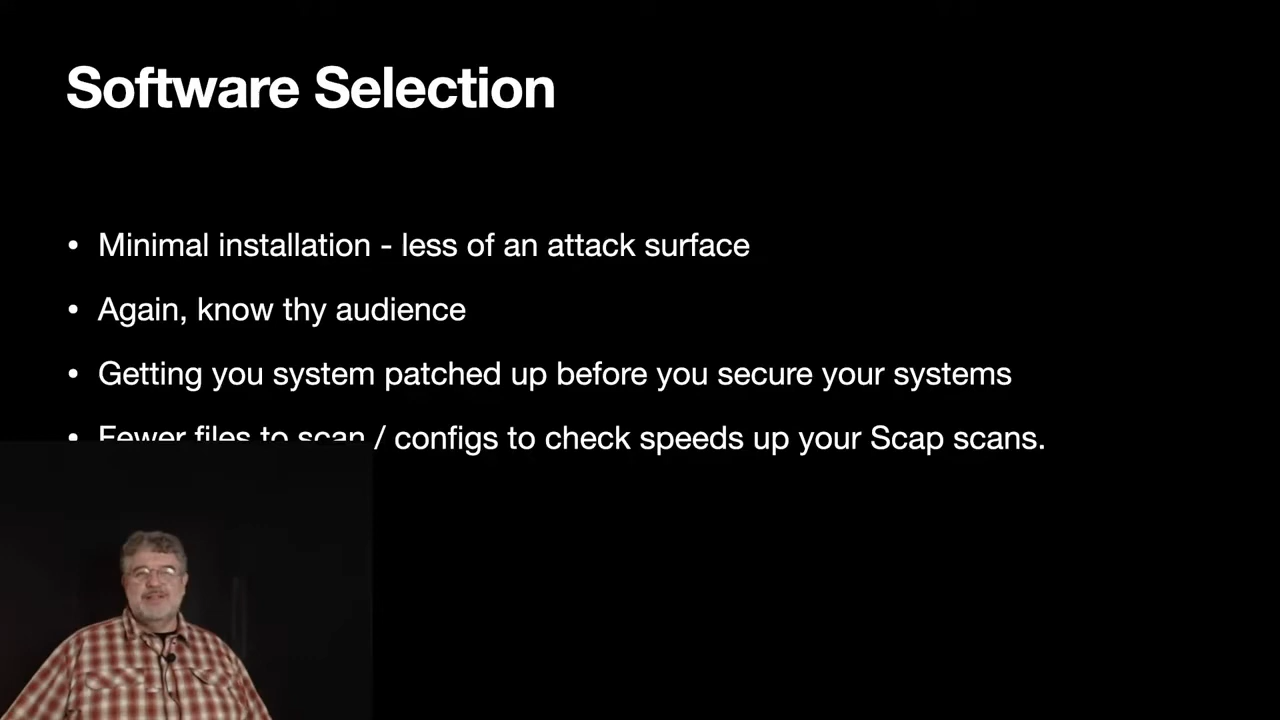 Software Selection
• Minimal installation - less of an attack surface
• Again, know thy audience
• Getting you system patched up before you secure your systems
• Fewer files to scan / configs to check speeds up your Scap scans.